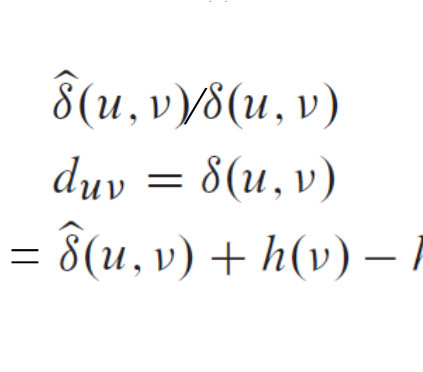 δ̂(u, v)/δ(u, v)
d_{uv} = δ(u, v)
= δ̂(u, v) + h(v) −